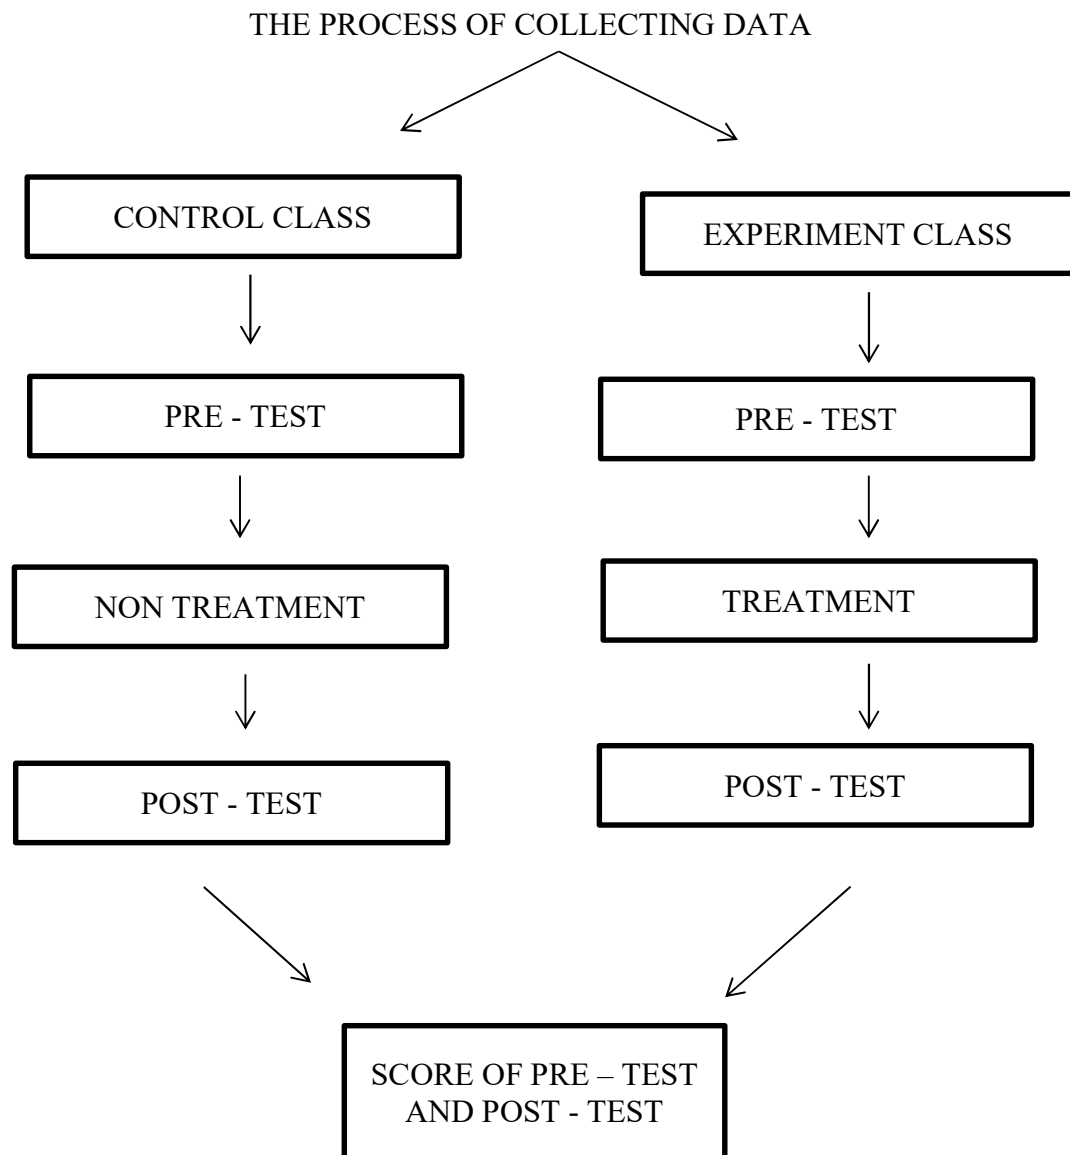 THE PROCESS OF COLLECTING DATA
CONTROL CLASS
EXPERIMENT CLASS
PRE - TEST
PRE - TEST
NON TREATMENT
TREATMENT
POST - TEST
POST - TEST
SCORE OF PRE – TEST
AND POST - TEST